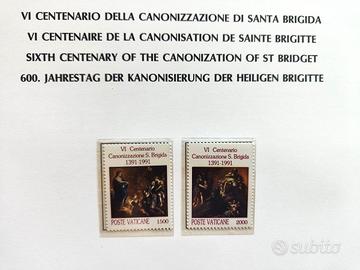 VI CENTENARIO DELLA CANONIZZAZIONE DI SANTA BRIGIDA
VI CENTENAIRE DE LA CANONISATION DE SAINTE BRIGITTE
SIXTH CENTENARY OF THE CANONIZATION OF ST BRIDGET
600. JAHRESTAG DER KANONISIERUNG DER HEILIGEN BRIGITTE
VI Centenario
Canonizzazione S. Brigida
1391-1991
POSTE VATICANE
1500
VI Centenario
Canonizzazione S. Brigida
1391-1991
POSTE VATICANE
2000
subito